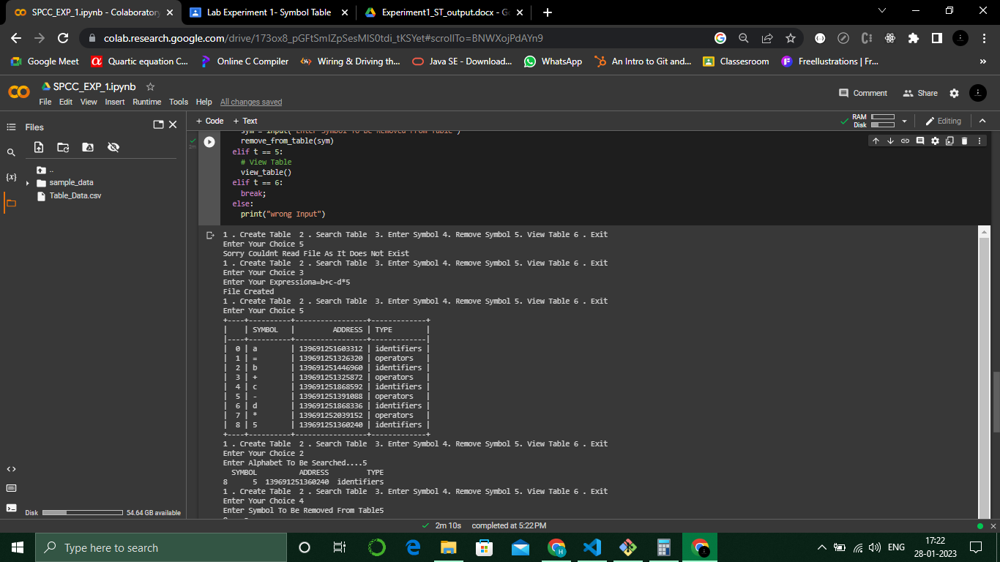 SPCC_EXP_1.ipynb - Colaboratory
Lab Experiment 1- Symbol Table
Experiment1_ST_output.docx - Go
colab.research.google.com/drive/173ox8_pGFtSmIZpSesMlS0tdi_tKSYet#scrollTo=BNWXojPdAYn9
Google Meet Quartic equation C... Online C Compiler Wiring & Driving th... Java SE - Download... WhatsApp An Intro to Git and... Classesroom Freellustrations | Fr... »
SPCC_EXP_1.ipynb
File Edit View Insert Runtime Tools Help All changes saved
Comment Share
Files
+ Code + Text
RAM
Disk
Editing
..
sample_data
Table_Data.csv
{x}
2m
sym = input("Enter Symbol To Be Removed From Table")
remove_from_table(sym)
elif t == 5:
# View Table
view_table()
elif t == 6:
break;
else:
print("wrong Input")
1 . Create Table 2 . Search Table 3. Enter Symbol 4. Remove Symbol 5. View Table 6 . Exit
Enter Your Choice 5
Sorry Couldnt Read File As It Does Not Exist
1 . Create Table 2 . Search Table 3. Enter Symbol 4. Remove Symbol 5. View Table 6 . Exit
Enter Your Choice 3
Enter Your Expressiona=b+c-d*5
File Created
1 . Create Table 2 . Search Table 3. Enter Symbol 4. Remove Symbol 5. View Table 6 . Exit
Enter Your Choice 5
+----+----------+-----------------+-------------+
| | SYMBOL | ADDRESS | TYPE |
|----+----------+-----------------+-------------|
| 0 | a | 139691251603312 | identifiers |
| 1 | = | 139691251326320 | operators |
| 2 | b | 139691251446960 | identifiers |
| 3 | + | 139691251325872 | operators |
| 4 | c | 139691251868592 | identifiers |
| 5 | - | 139691251391088 | operators |
| 6 | d | 139691251868336 | identifiers |
| 7 | * | 139691252039152 | operators |
| 8 | 5 | 139691251360240 | identifiers |
+----+----------+-----------------+-------------+
1 . Create Table 2 . Search Table 3. Enter Symbol 4. Remove Symbol 5. View Table 6 . Exit
Enter Your Choice 2
Enter Alphabet To Be Searched....5
SYMBOL ADDRESS TYPE
8 5 139691251360240 identifiers
1 . Create Table 2 . Search Table 3. Enter Symbol 4. Remove Symbol 5. View Table 6 . Exit
Enter Your Choice 4
Enter Symbol To Be Removed From Table5
Disk 54.64 GB available
2m 10s completed at 5:22 PM
Type here to search
ENG
17:22
28-01-2023